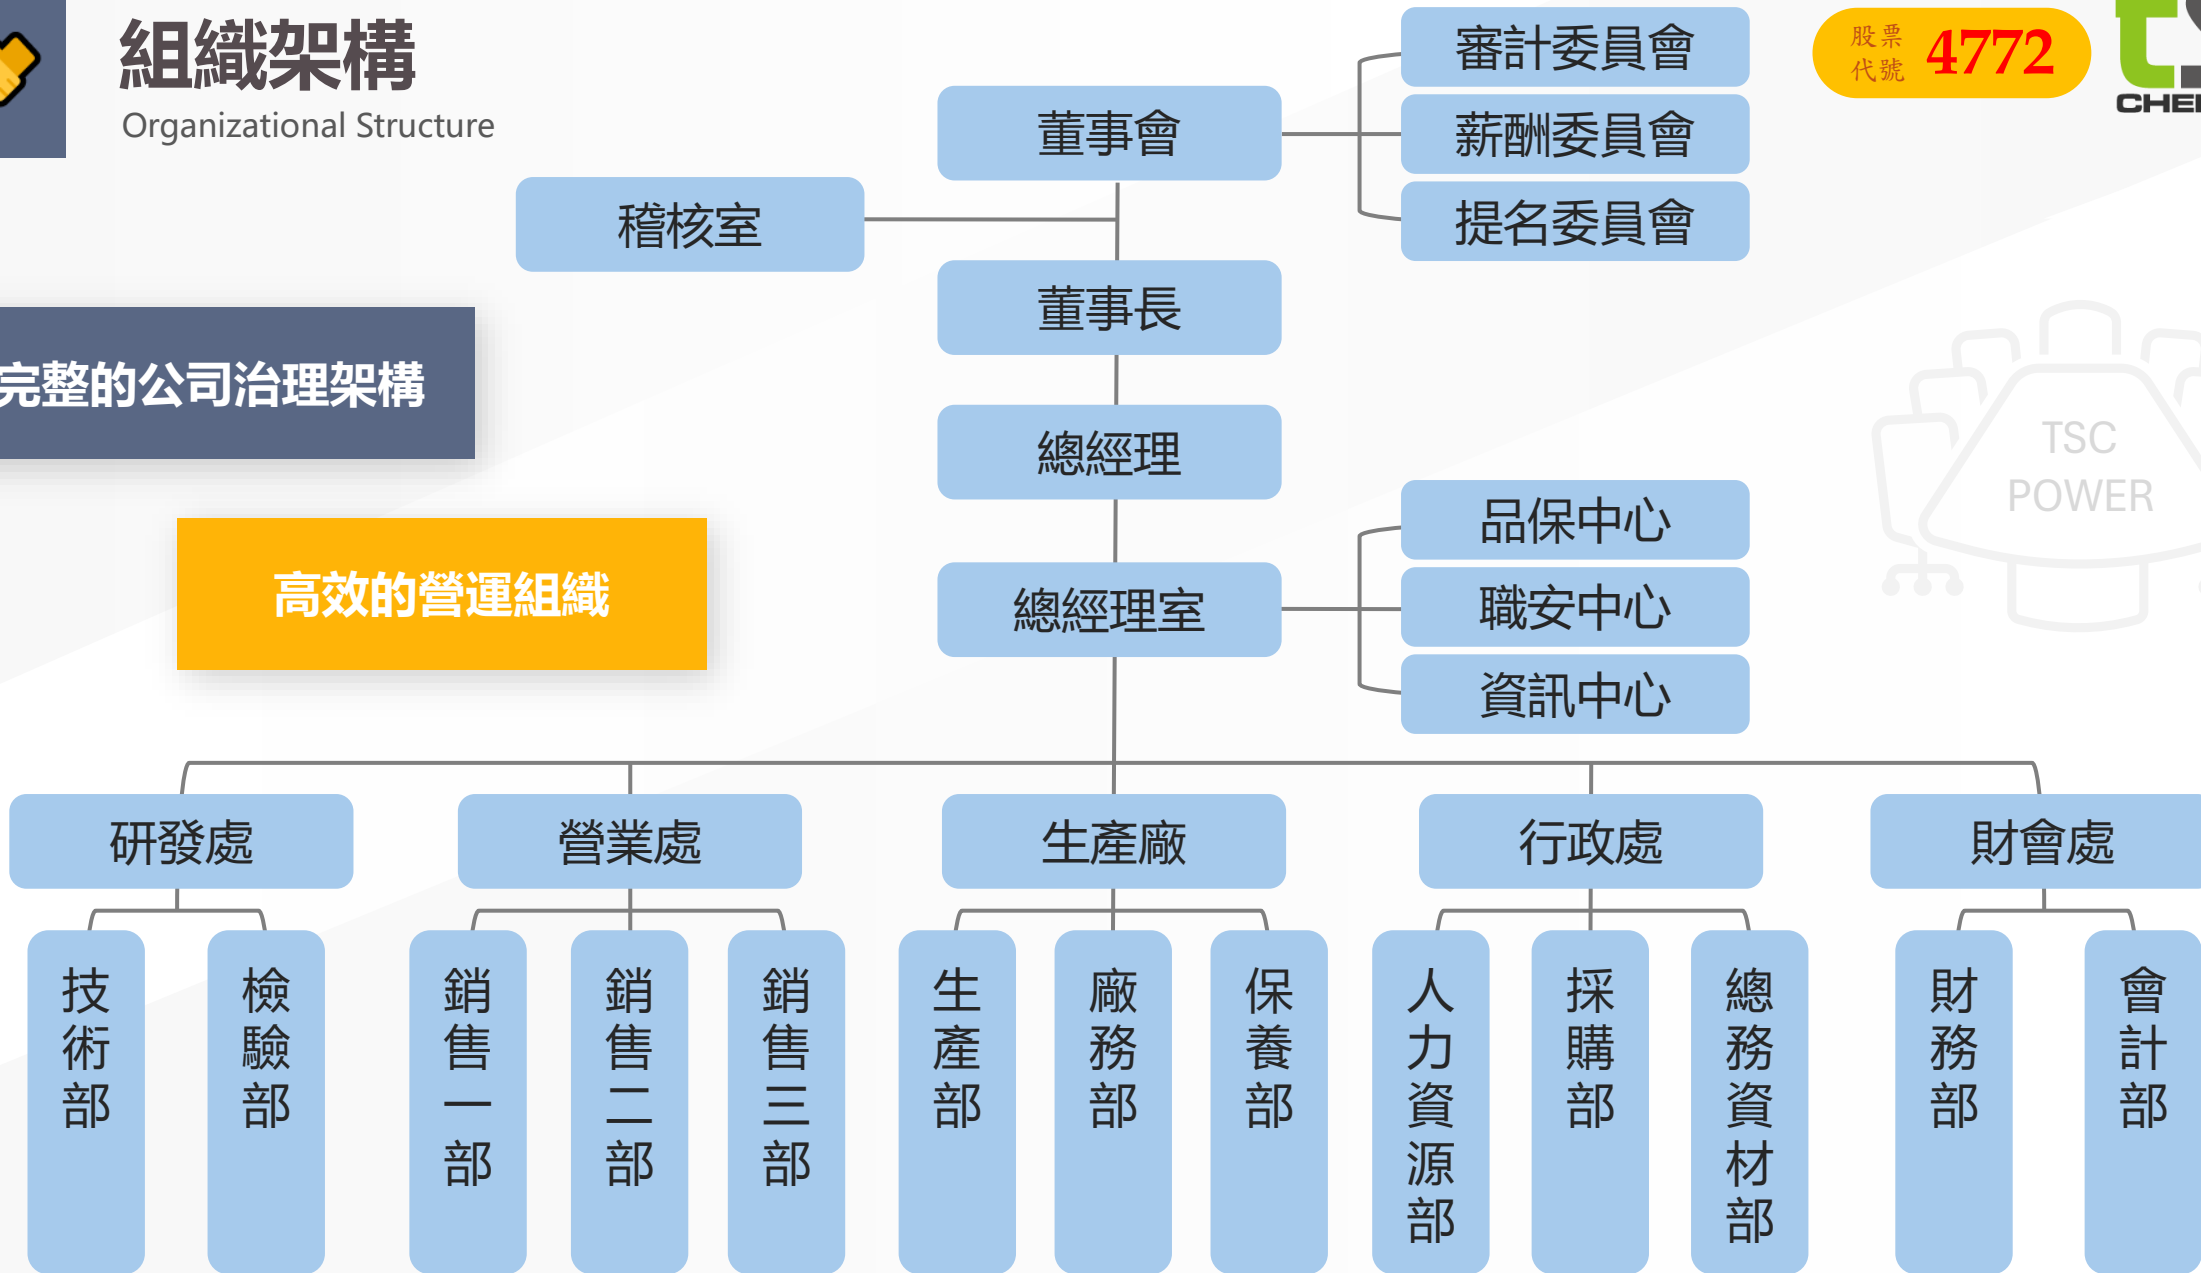 組織架構
Organizational Structure
股票
代號
4772
審計委員會
董事會
薪酬委員會
稽核室
提名委員會
董事長
完整的公司治理架構
總經理
TSC
POWER
品保中心
高效的營運組織
總經理室
職安中心
資訊中心
研發處
營業處
生產廠
行政處
財會處
技術部
檢驗部
銷售一部
銷售二部
銷售三部
生產部
廠務部
保養部
人力資源部
採購部
總務資材部
財務部
會計部